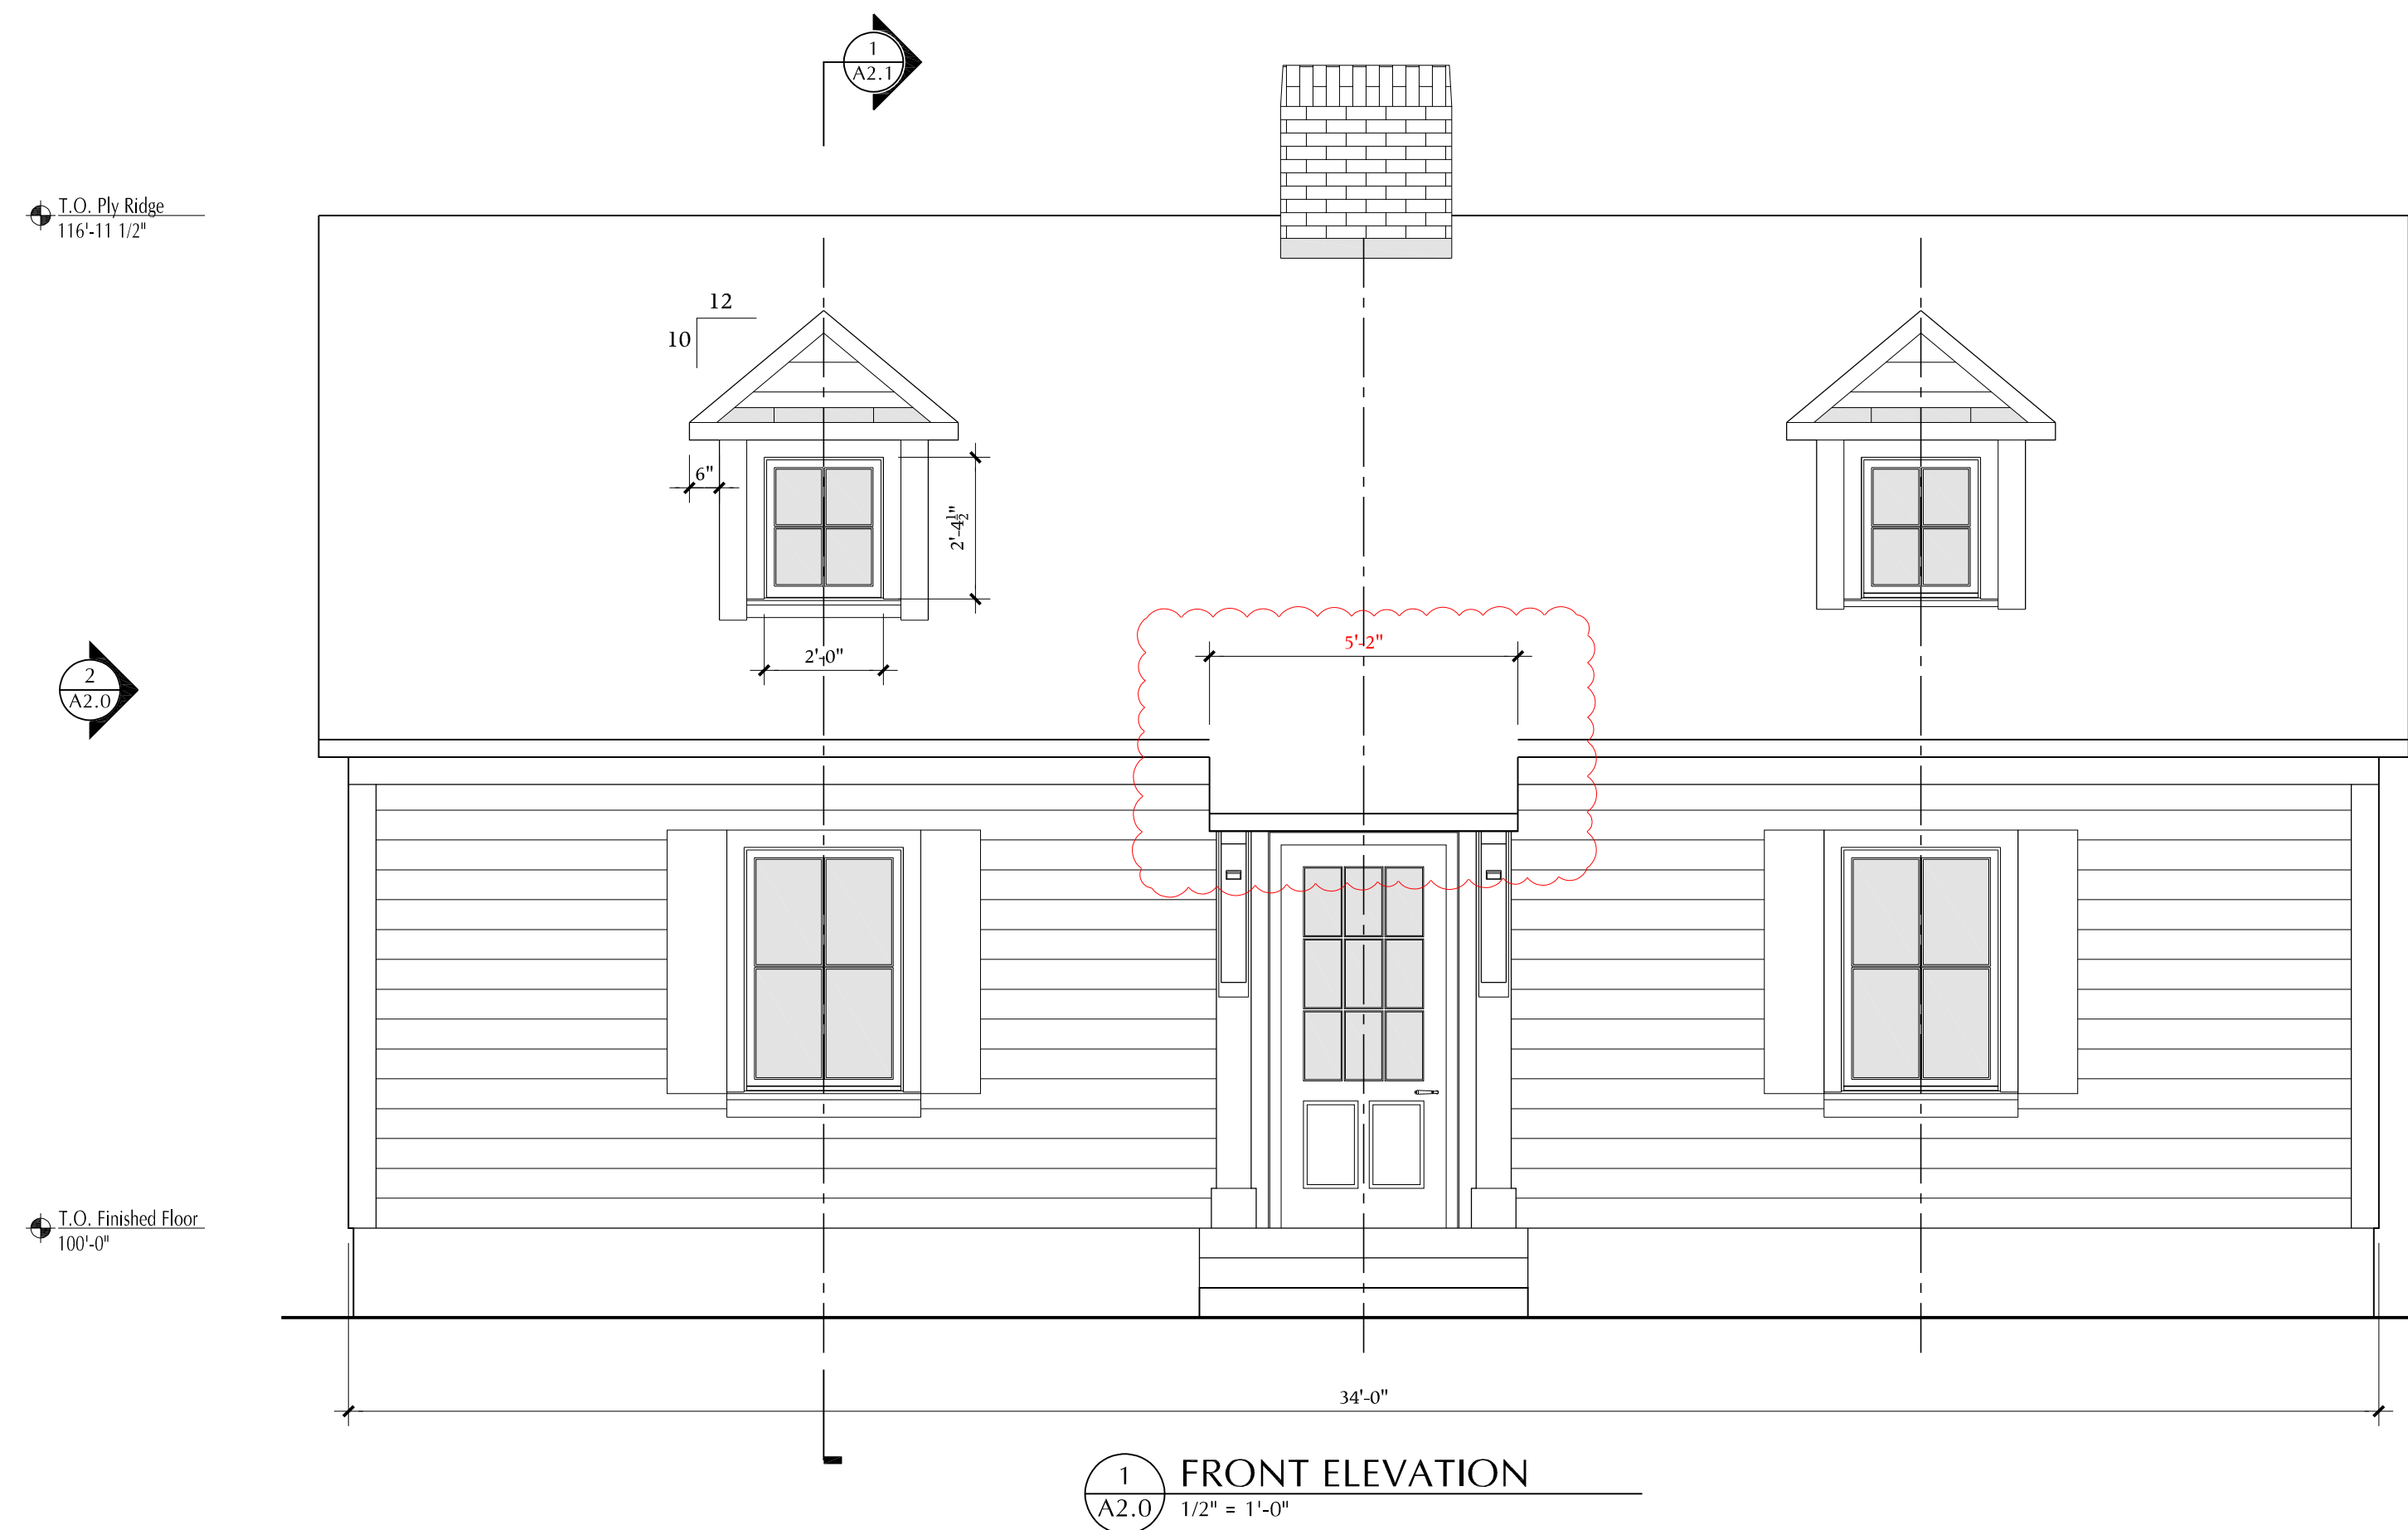 1
A2.1
T.O. Ply Ridge
116'-11 1/2"
12
10
6"
2'-4½"
2'-0"
5'-2"
2
A2.0
T.O. Finished Floor
100'-0"
34'-0"
1
A2.0
FRONT ELEVATION
1/2" = 1'-0"